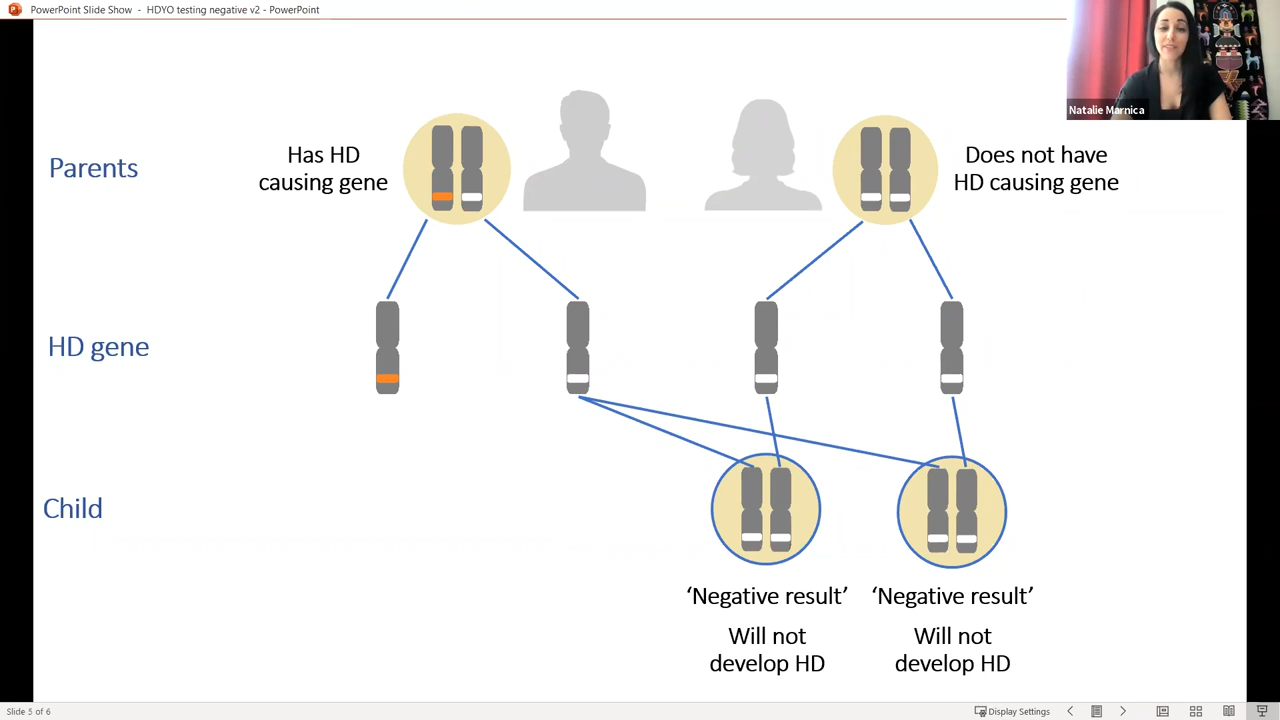 PowerPoint Slide Show - HDYO testing negative v2 - PowerPoint
Natalie Marnica
Parents
Has HD
causing gene
Does not have
HD causing gene
HD gene
Child
‘Negative result’
Will not
develop HD
‘Negative result’
Will not
develop HD
Slide 5 of 6
Display Settings